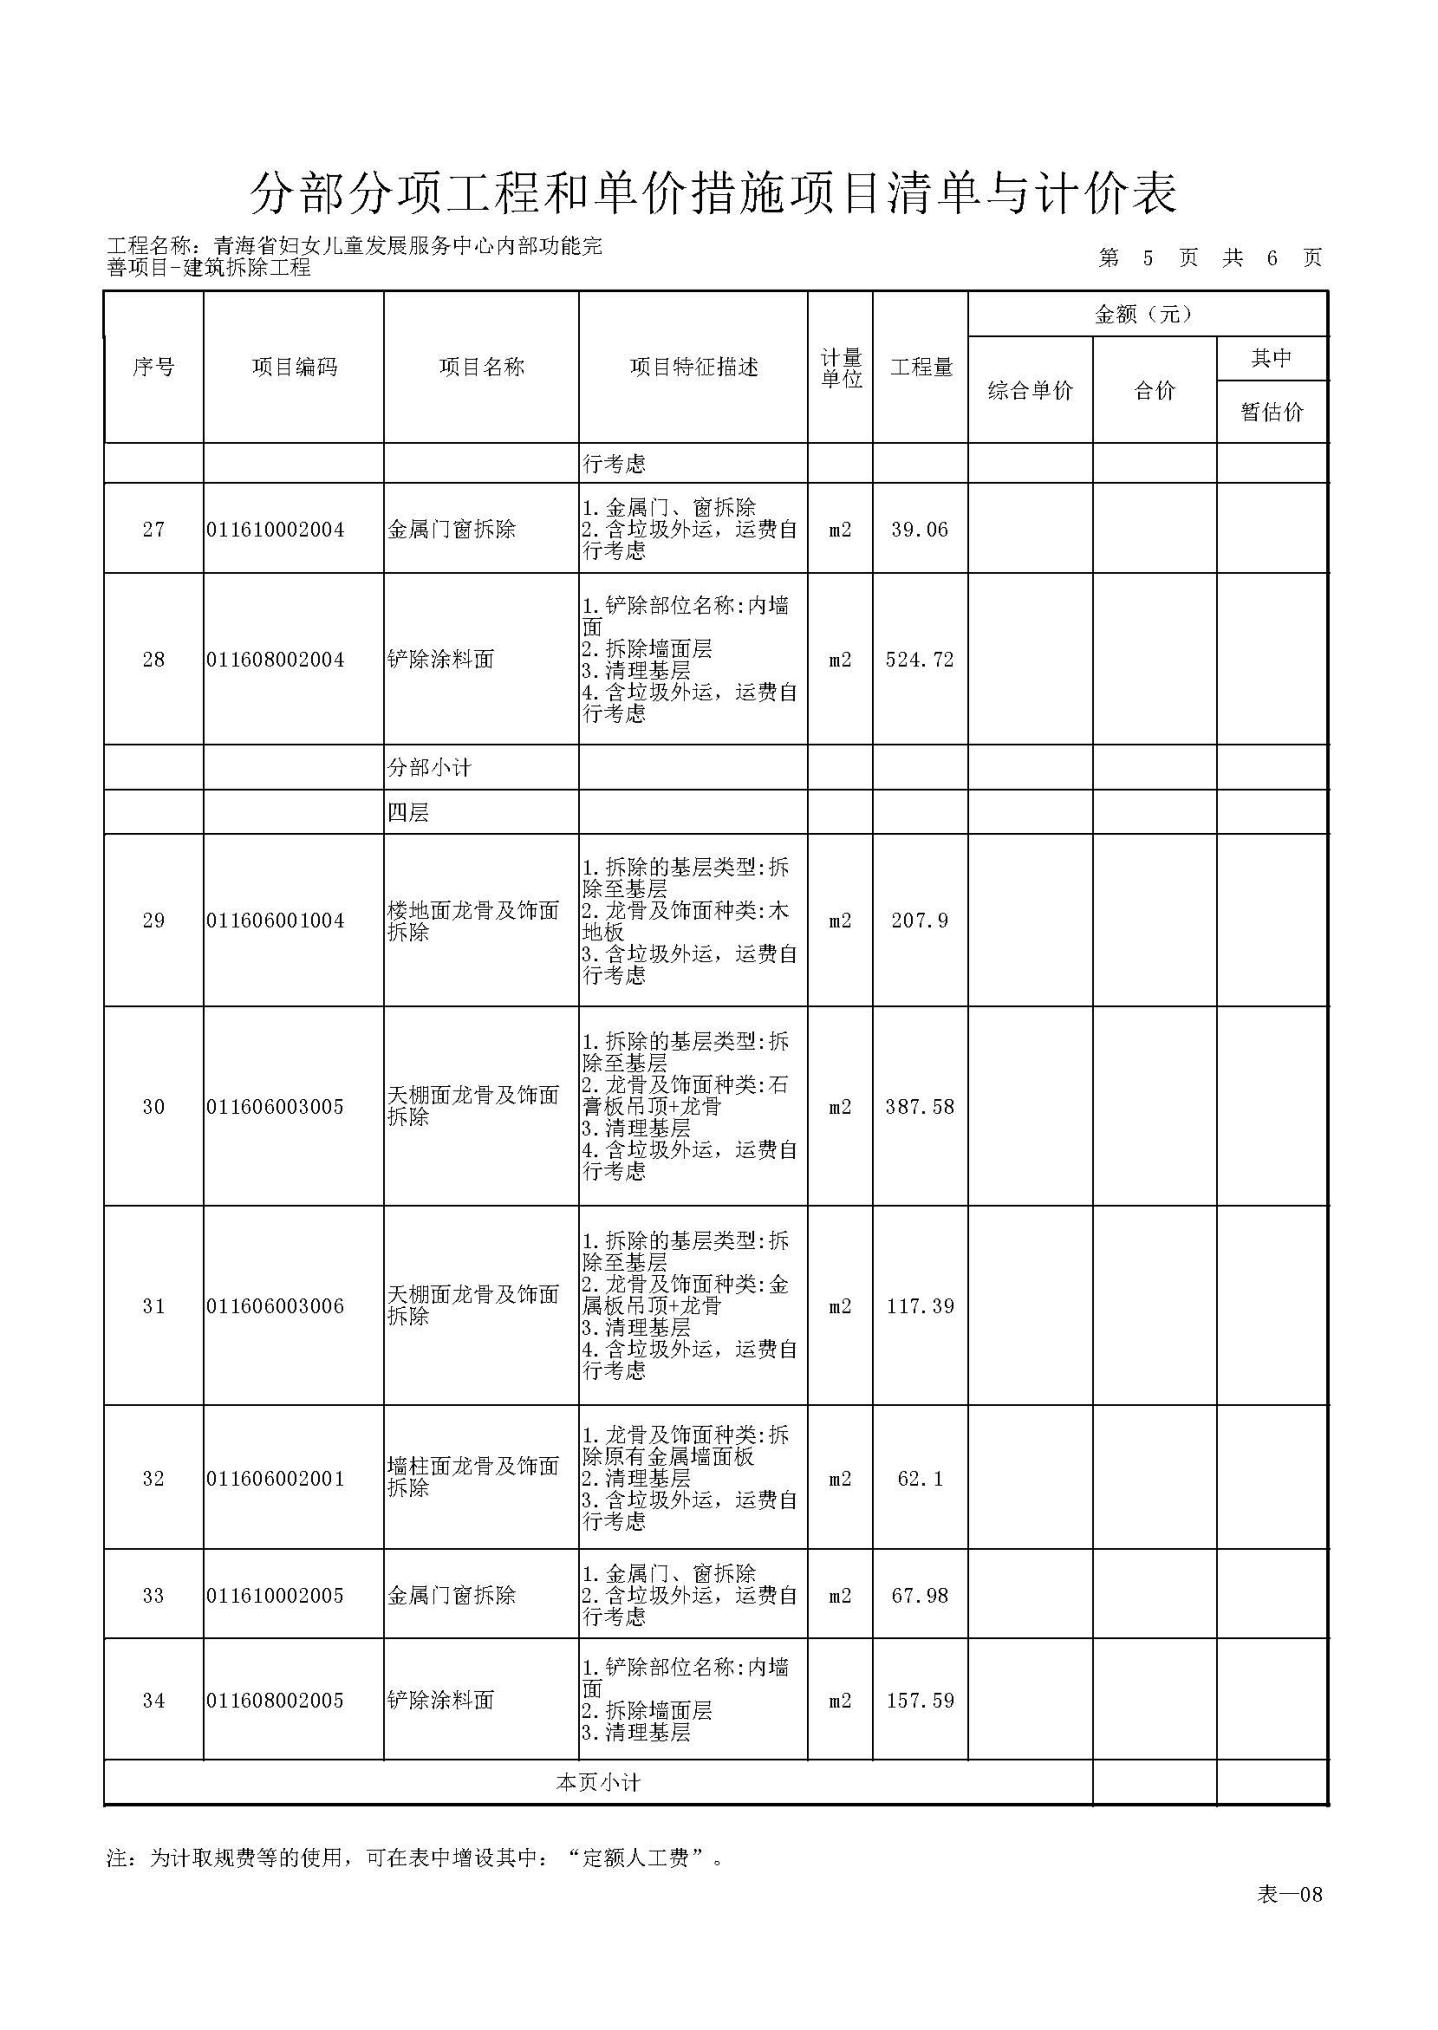 分部分项工程和单价措施项目清单与计价表
工程名称：青海省妇女儿童发展服务中心内部功能完
善项目-建筑拆除工程
第 5 页 共 6 页
序号 项目编码 项目名称 项目特征描述 计量单位 工程量 金额（元）
综合单价 合价 其中
暂估价
行考虑
27 011610002004 金属门窗拆除 1.金属门、窗拆除
2.含垃圾外运，运费自
行考虑
m2 39.06
28 011608002004 铲除涂料面 1.铲除部位名称:内墙
面
2.拆除墙面层
3.清理基层
4.含垃圾外运，运费自
行考虑
m2 524.72
分部小计
四层
29 011606001004 楼地面龙骨及饰面
拆除
1.拆除的基层类型:拆
除至基层
2.龙骨及饰面种类:木
地板
3.含垃圾外运，运费自
行考虑
m2 207.9
30 011606003005 天棚面龙骨及饰面
拆除
1.拆除的基层类型:拆
除至基层
2.龙骨及饰面种类:石
膏板吊顶+龙骨
3.清理基层
4.含垃圾外运，运费自
行考虑
m2 387.58
31 011606003006 天棚面龙骨及饰面
拆除
1.拆除的基层类型:拆
除至基层
2.龙骨及饰面种类:金
属板吊顶+龙骨
3.清理基层
4.含垃圾外运，运费自
行考虑
m2 117.39
32 011606002001 墙柱面龙骨及饰面
拆除
1.龙骨及饰面种类:拆
除原有金属墙面板
2.清理基层
3.含垃圾外运，运费自
行考虑
m2 62.1
33 011610002005 金属门窗拆除 1.金属门、窗拆除
2.含垃圾外运，运费自
行考虑
m2 67.98
34 011608002005 铲除涂料面 1.铲除部位名称:内墙
面
2.拆除墙面层
3.清理基层
m2 157.59
本页小计
注：为计取规费等的使用，可在表中增设其中：“定额人工费”。
表—08